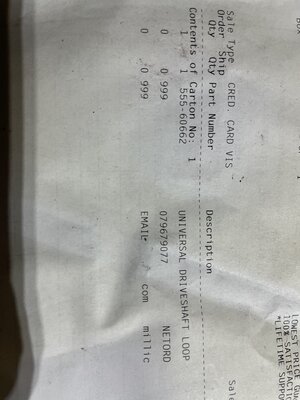 BOX
LOWEST PRICE GU
100% SATISFACTIO
*LIFETIME SUPPO
Sale Type CRED. CARD VIS
Sale
Order Ship
Qty Qty Part Number Description
Contents of Carton No: 1
1 1 555-60662 UNIVERSAL DRIVESHAFT LOOP
0 0 999 079679077 NETORD
0 0 999 EMAIL com millic